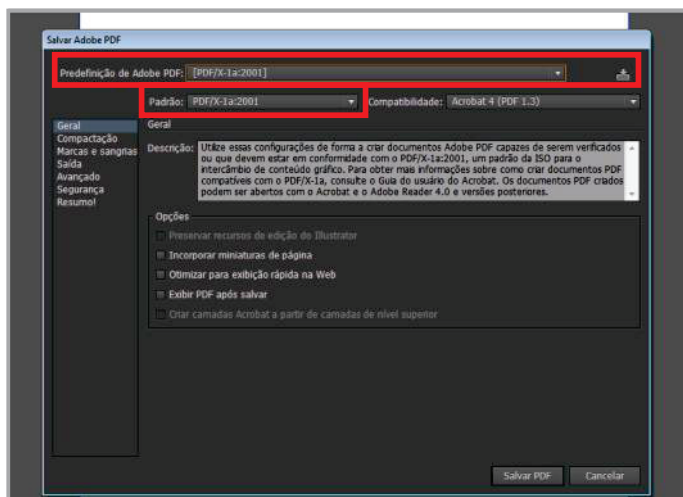 Salvar Adobe PDF
Predefinição de Adobe PDF: [PDF/X-1a:2001]
Padrão: PDF/X-1a:2001 Compatibilidade: Acrobat 4 (PDF 1.3)
Geral
Compactação
Marcas e sangrias
Saída
Avançado
Segurança
Resumo!
Geral
Descrição: Utilize essas configurações de forma a criar documentos Adobe PDF capazes de serem verificados
ou que devem estar em conformidade com o PDF/X-1a:2001, um padrão da ISO para o
intercâmbio de conteúdo gráfico. Para obter mais informações sobre como criar documentos PDF
compatíveis com o PDF/X-1a, consulte o Guia do usuário do Acrobat. Os documentos PDF criados
podem ser abertos com o Acrobat e o Adobe Reader 4.0 e versões posteriores.
Opções
Preservar recursos de edição do Illustrator
Incorporar miniaturas de página
Otimizar para exibição rápida na Web
Exibir PDF após salvar
Criar camadas Acrobat a partir de camadas de nível superior
Salvar PDF Cancelar